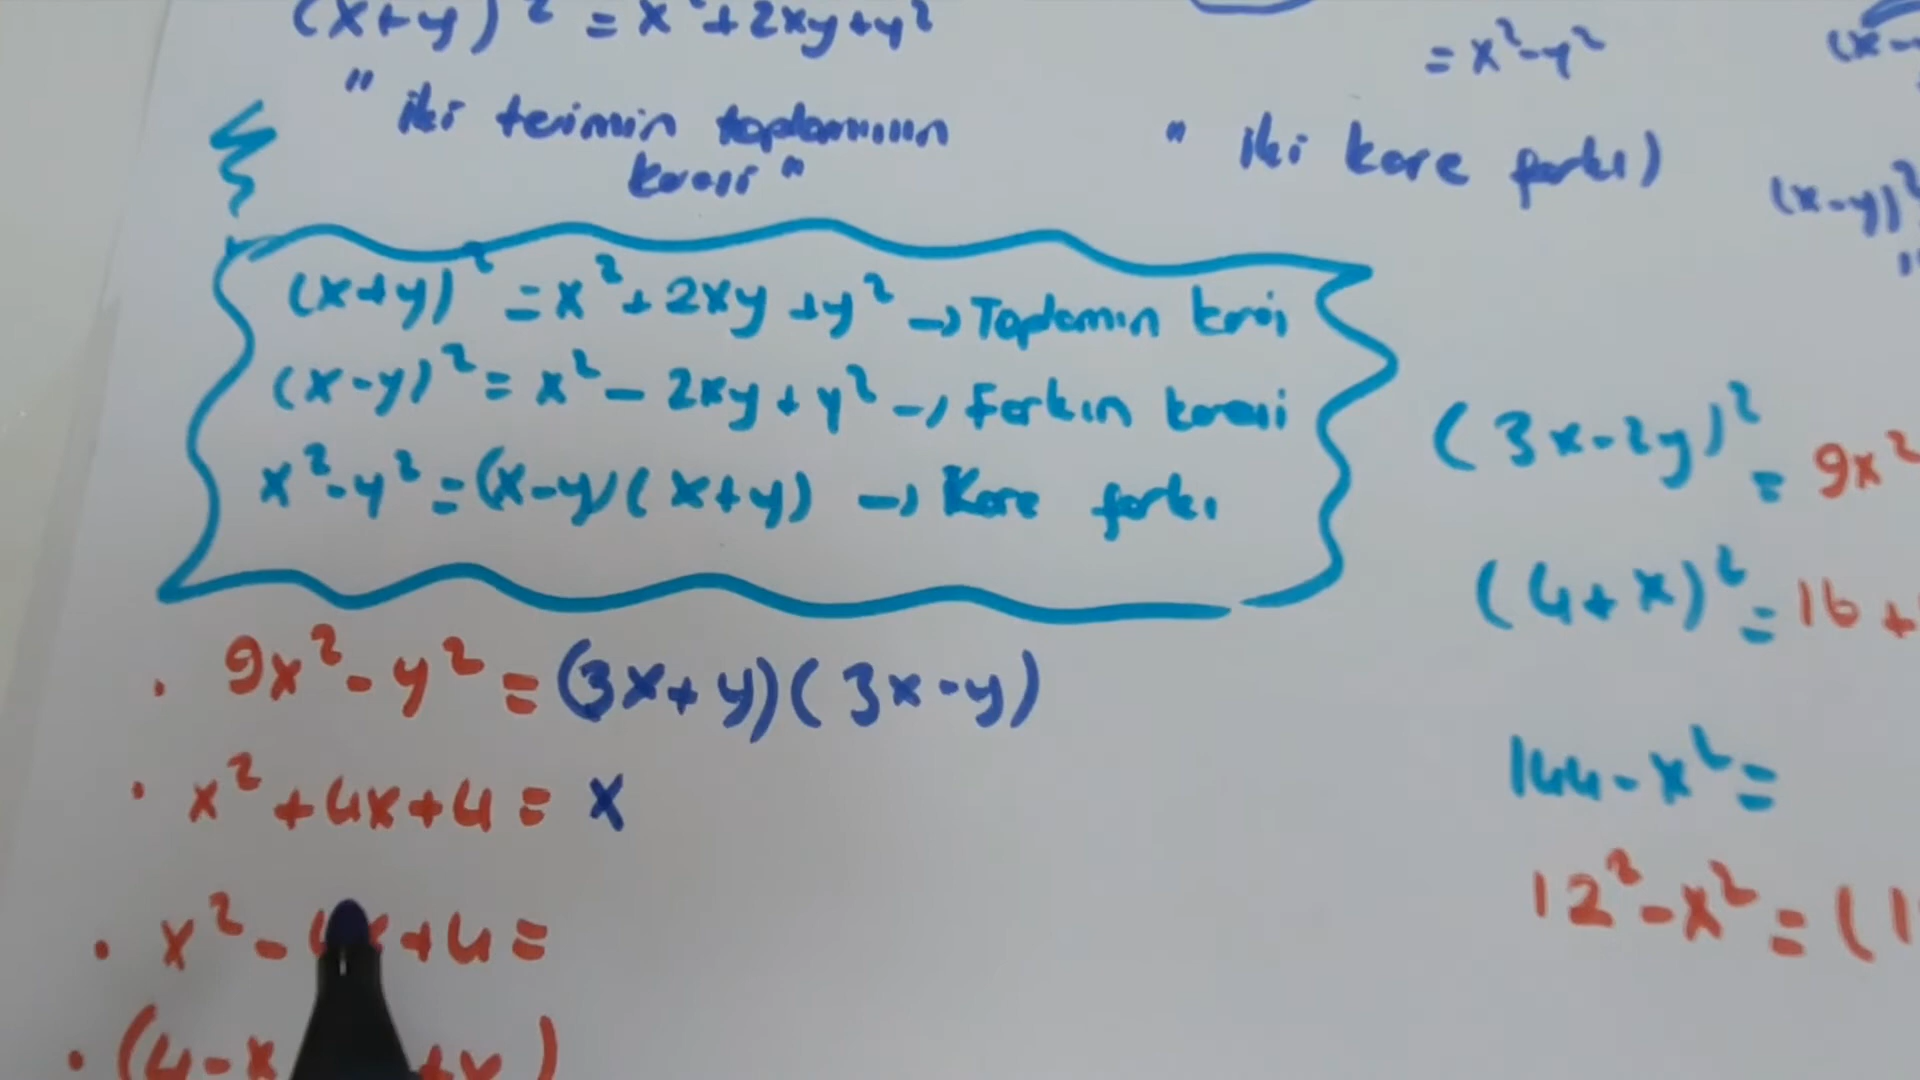 (x+y)² = x²+2xy+y²
" iki terimin toplamının
karesi "
= x²-y²
" iki kare farkı)
(x-y)²
(x+y)² = x²+2xy+y² → Toplamın karesi
(x-y)² = x²-2xy+y² → Farkın karesi
x²-y² = (x-y)(x+y) → Kare farkı
• 9x²-y² = (3x+y)(3x-y)
• x²+4x+4 = x
• x²-4x+4 =
• (4-x +x)
(3x-2y)² = 9x²
(4+x)² = 16 +
144-x² =
12²-x² = (1